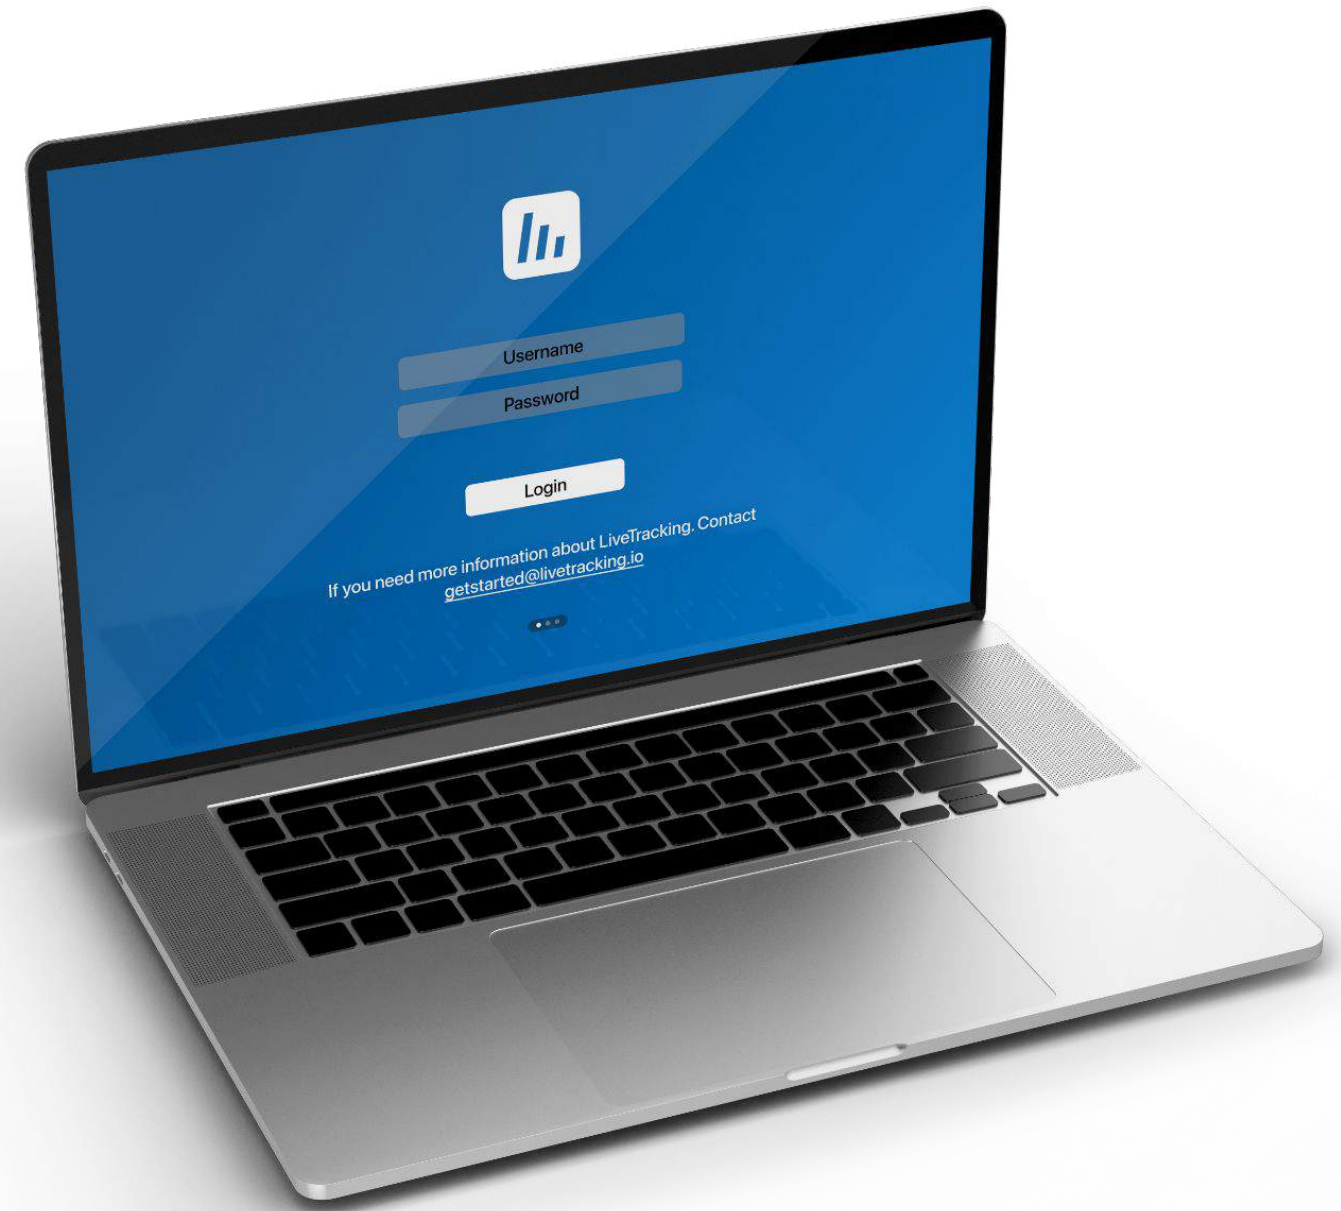 Username
Password
Login
If you need more information about LiveTracking. Contact
getstarted@livetracking.io